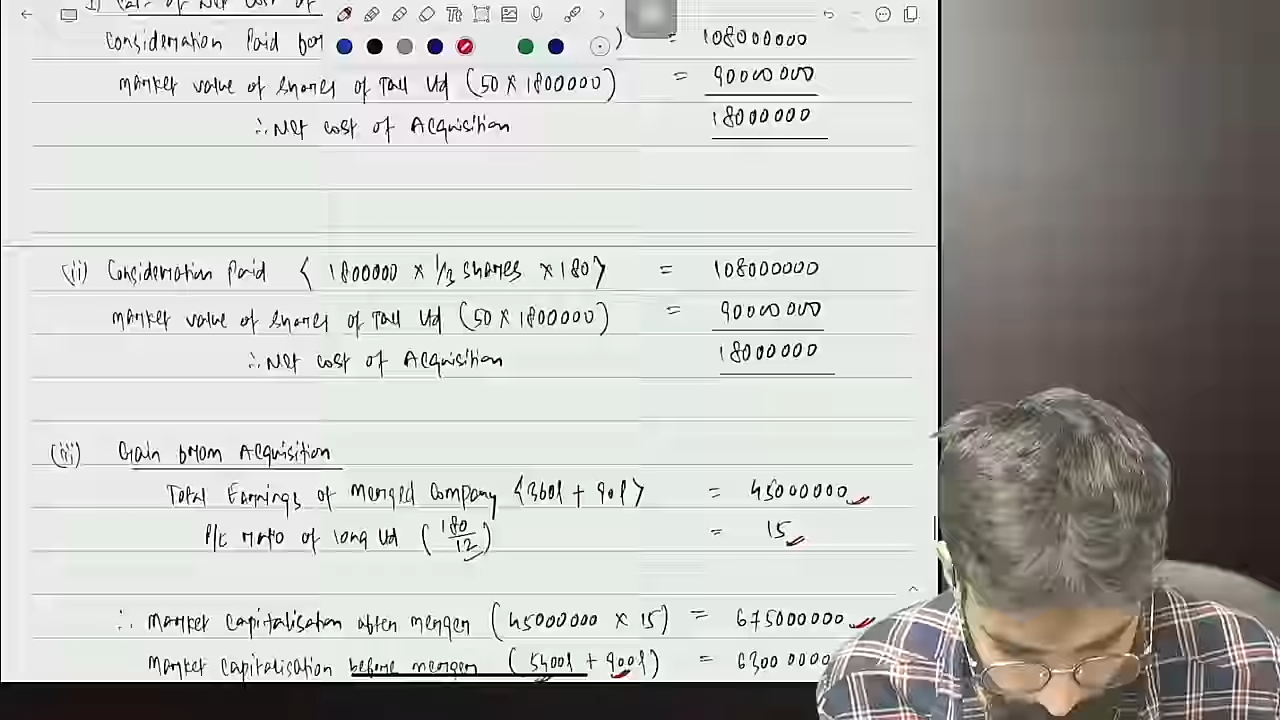 Consideration Paid for ) = 108000000
Market value of shares of Tall Ltd (50 × 1800000) = 90000000
∴ Net cost of Acquisition 18000000
(ii) Consideration Paid { 1800000 × 1/3 shares × 180 } = 108000000
Market value of shares of Tall Ltd (50 × 1800000) = 90000000
∴ Net cost of Acquisition 18000000
(iii) Gain from Acquisition
Total Earnings of Merged Company {360l + 90l} = 45000000
P/E Ratio of long Ltd (180/12) = 15
∴ Market capitalisation after merger (45000000 × 15) = 675000000
Market capitalisation before merger (5400l + 900l) = 6300 0000